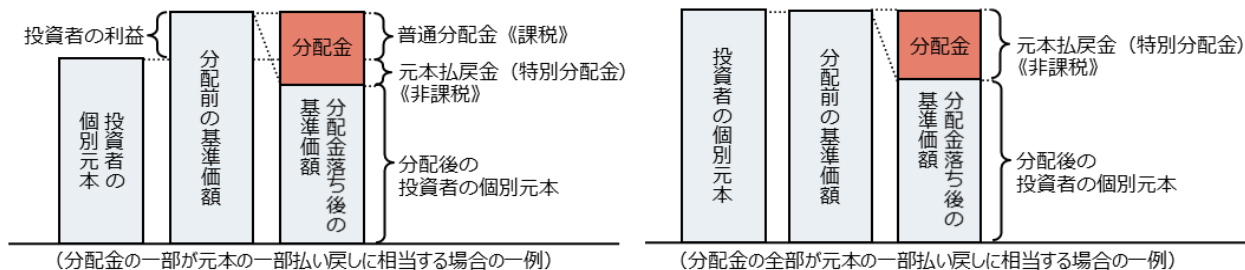 投資者の利益
投資者の
個別元本
分配前の基準価額
分配金
分配金落ち後の
基準価額
普通分配金《課税》
元本払戻金（特別分配金）
《非課税》
分配後の
投資者の個別元本
（分配金の一部が元本の一部払い戻しに相当する場合の一例）
投資者の個別元本
分配前の基準価額
分配金
分配金落ち後の
基準価額
元本払戻金（特別分配金）
《非課税》
分配後の
投資者の個別元本
（分配金の全部が元本の一部払い戻しに相当する場合の一例）